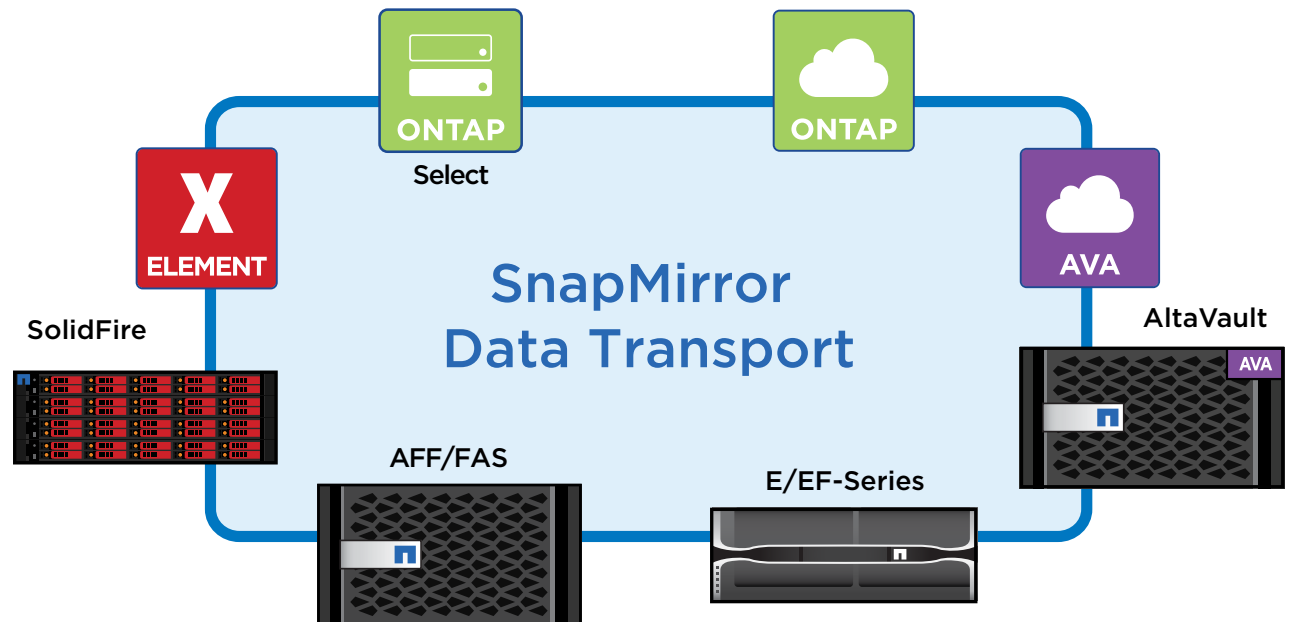 ONTAP
Select
ONTAP
X
ELEMENT
AVA
SnapMirror
Data Transport
SolidFire
AltaVault
AVA
AFF/FAS
E/EF-Series